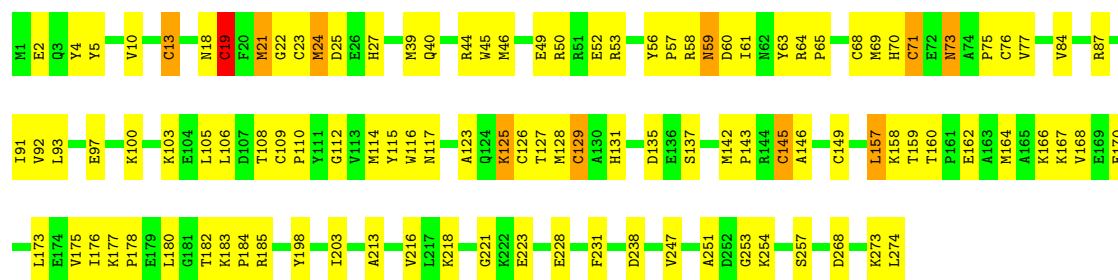 M1 E2 Q3 Y4 Y5 V10 C13 N18 C19 F20 M21 G22 C23 M24 D25 E26 H27 M39 Q40 R44 W45 M46 E49 R50 R51 E52 R53 Y56 P57 R58 N59 D60 I61 N62 Y63 R64 P65 C68 M69 H70 C71 E72 N73 A74 P75 C76 V77 V84 R87
I91 V92 L93 E97 K100 K103 E104 L105 L106 D107 T108 C109 P110 Y111 G112 V113 M114 Y115 W116 N117 A123 Q124 K125 C126 T127 M128 C129 A130 H131 D135 E136 S137 M142 P143 R144 C145 A146 C149 L157 K158 T159 T160 P161 E162 A163 M164 A165 K166 K167 V168 E169
L173 E174 V175 I176 K177 P178 E179 L180 G181 T182 K183 P184 R185 Y198 I203 A213 V216 L217 K218 G221 K222 E223 E228 F231 D238 V247 A251 D252 G253 K254 S257 D268 K273 L274